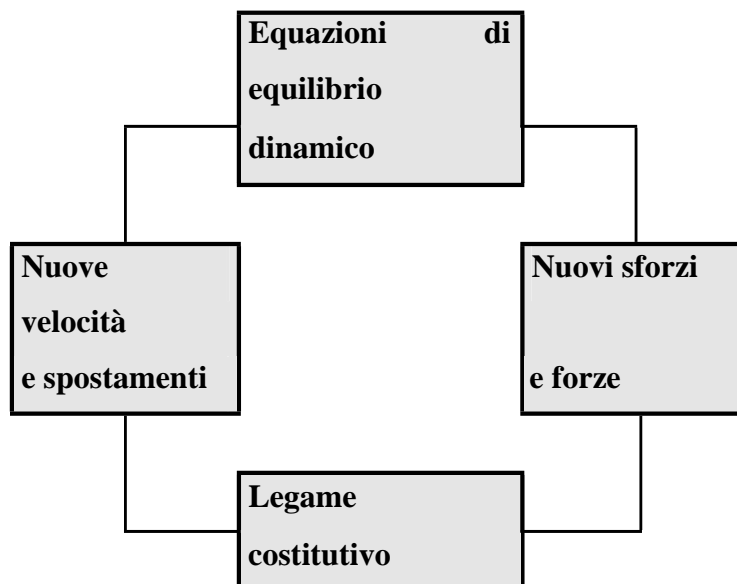 Equazioni di
equilibrio
dinamico
Nuove
velocità
e spostamenti
Nuovi sforzi
e forze
Legame
costitutivo